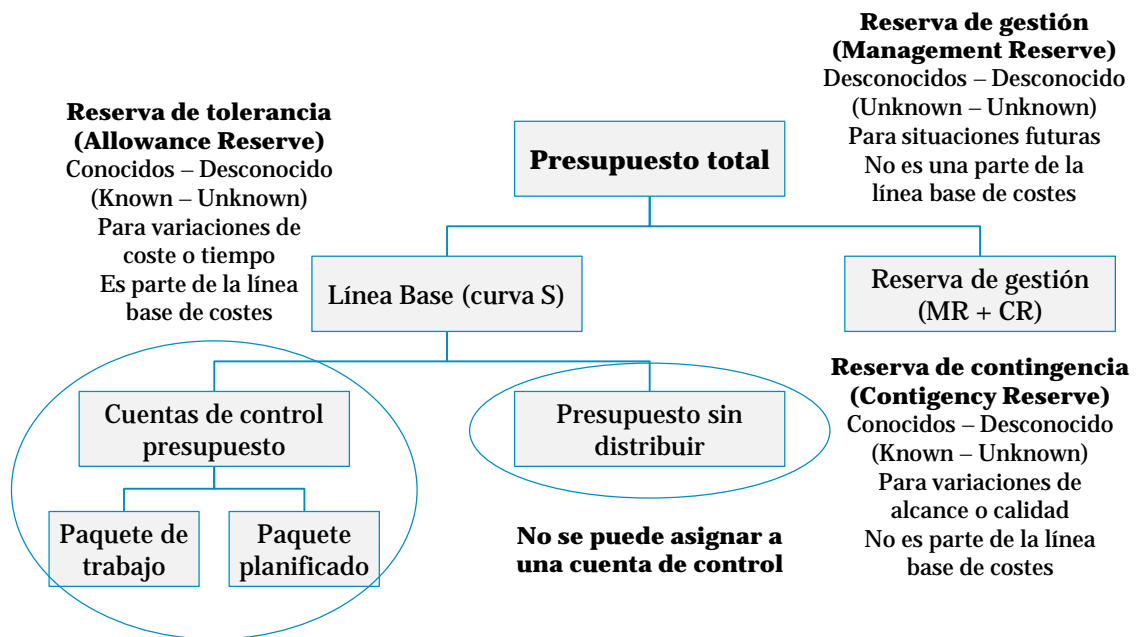 Reserva de gestión
(Management Reserve)
Desconocidos – Desconocido
(Unknown – Unknown)
Para situaciones futuras
No es una parte de la
línea base de costes
Reserva de tolerancia
(Allowance Reserve)
Conocidos – Desconocido
(Known – Unknown)
Para variaciones de
coste o tiempo
Es parte de la línea
base de costes
Presupuesto total
Línea Base (curva S)
Reserva de gestión
(MR + CR)
Cuentas de control
presupuesto
Presupuesto sin
distribuir
Reserva de contingencia
(Contigency Reserve)
Conocidos – Desconocido
(Known – Unknown)
Para variaciones de
alcance o calidad
No es parte de la línea
base de costes
Paquete de
trabajo
Paquete
planificado
No se puede asignar a
una cuenta de control